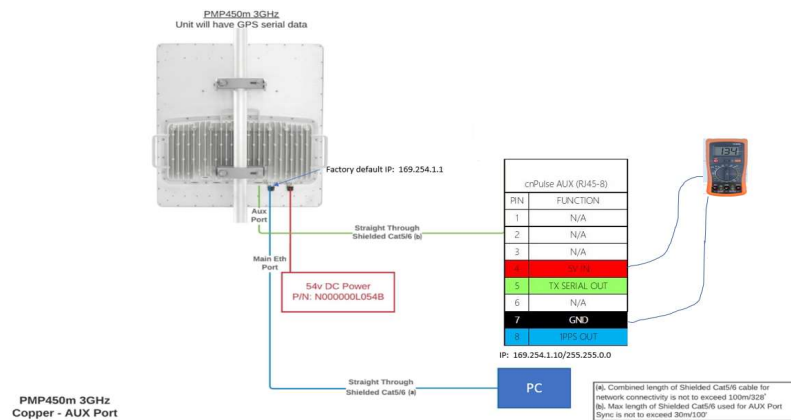 PMP450m 3GHz
Unit will have GPS serial data
Factory default IP: 169.254.1.1
Aux
Port
Straight Through
Shielded Cat5/6 (b)
Main Eth
Port
54v DC Power
P/N: N000000L054B
cnPulse AUX (RJ45-8)
PIN FUNCTION
1 N/A
2 N/A
3 N/A
4 5V IN
5 TX SERIAL OUT
6 N/A
7 GND
8 1PPS OUT
IP: 169.254.1.10/255.255.0.0
Straight Through
Shielded Cat5/6 (a)
PC
PMP450m 3GHz
Copper - AUX Port
(a). Combined length of Shielded Cat5/6 cable for
network connectivity is not to exceed 100m/328'
(b). Max length of Shielded Cat5/6 used for AUX Port
Sync is not to exceed 30m/100'